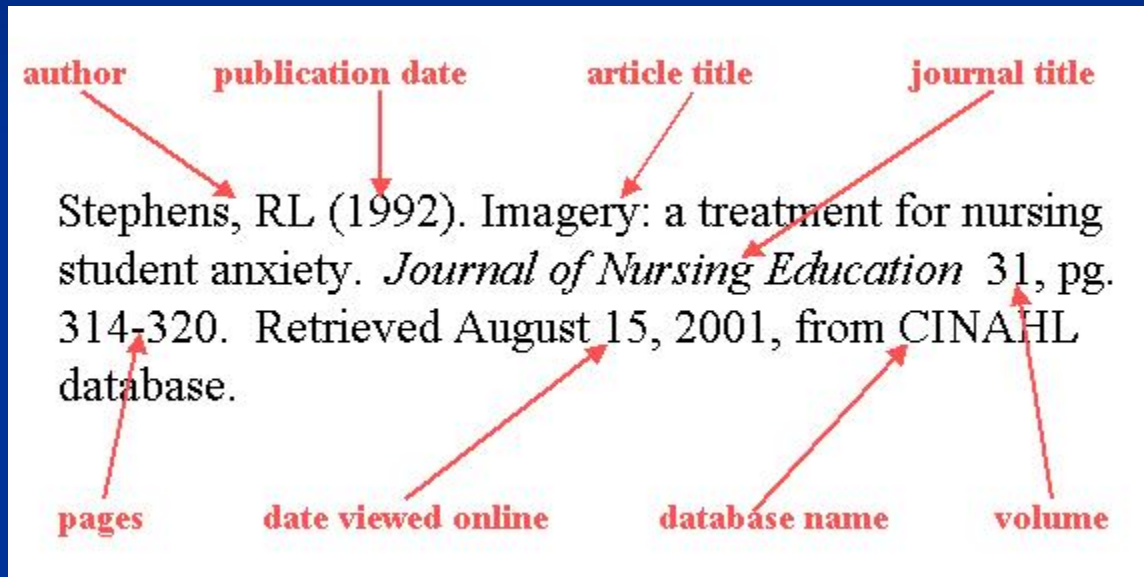 author publication date article title journal title
Stephens, RL (1992). Imagery: a treatment for nursing
student anxiety. Journal of Nursing Education 31, pg.
314-320. Retrieved August 15, 2001, from CINAHL
database.
pages date viewed online database name volume